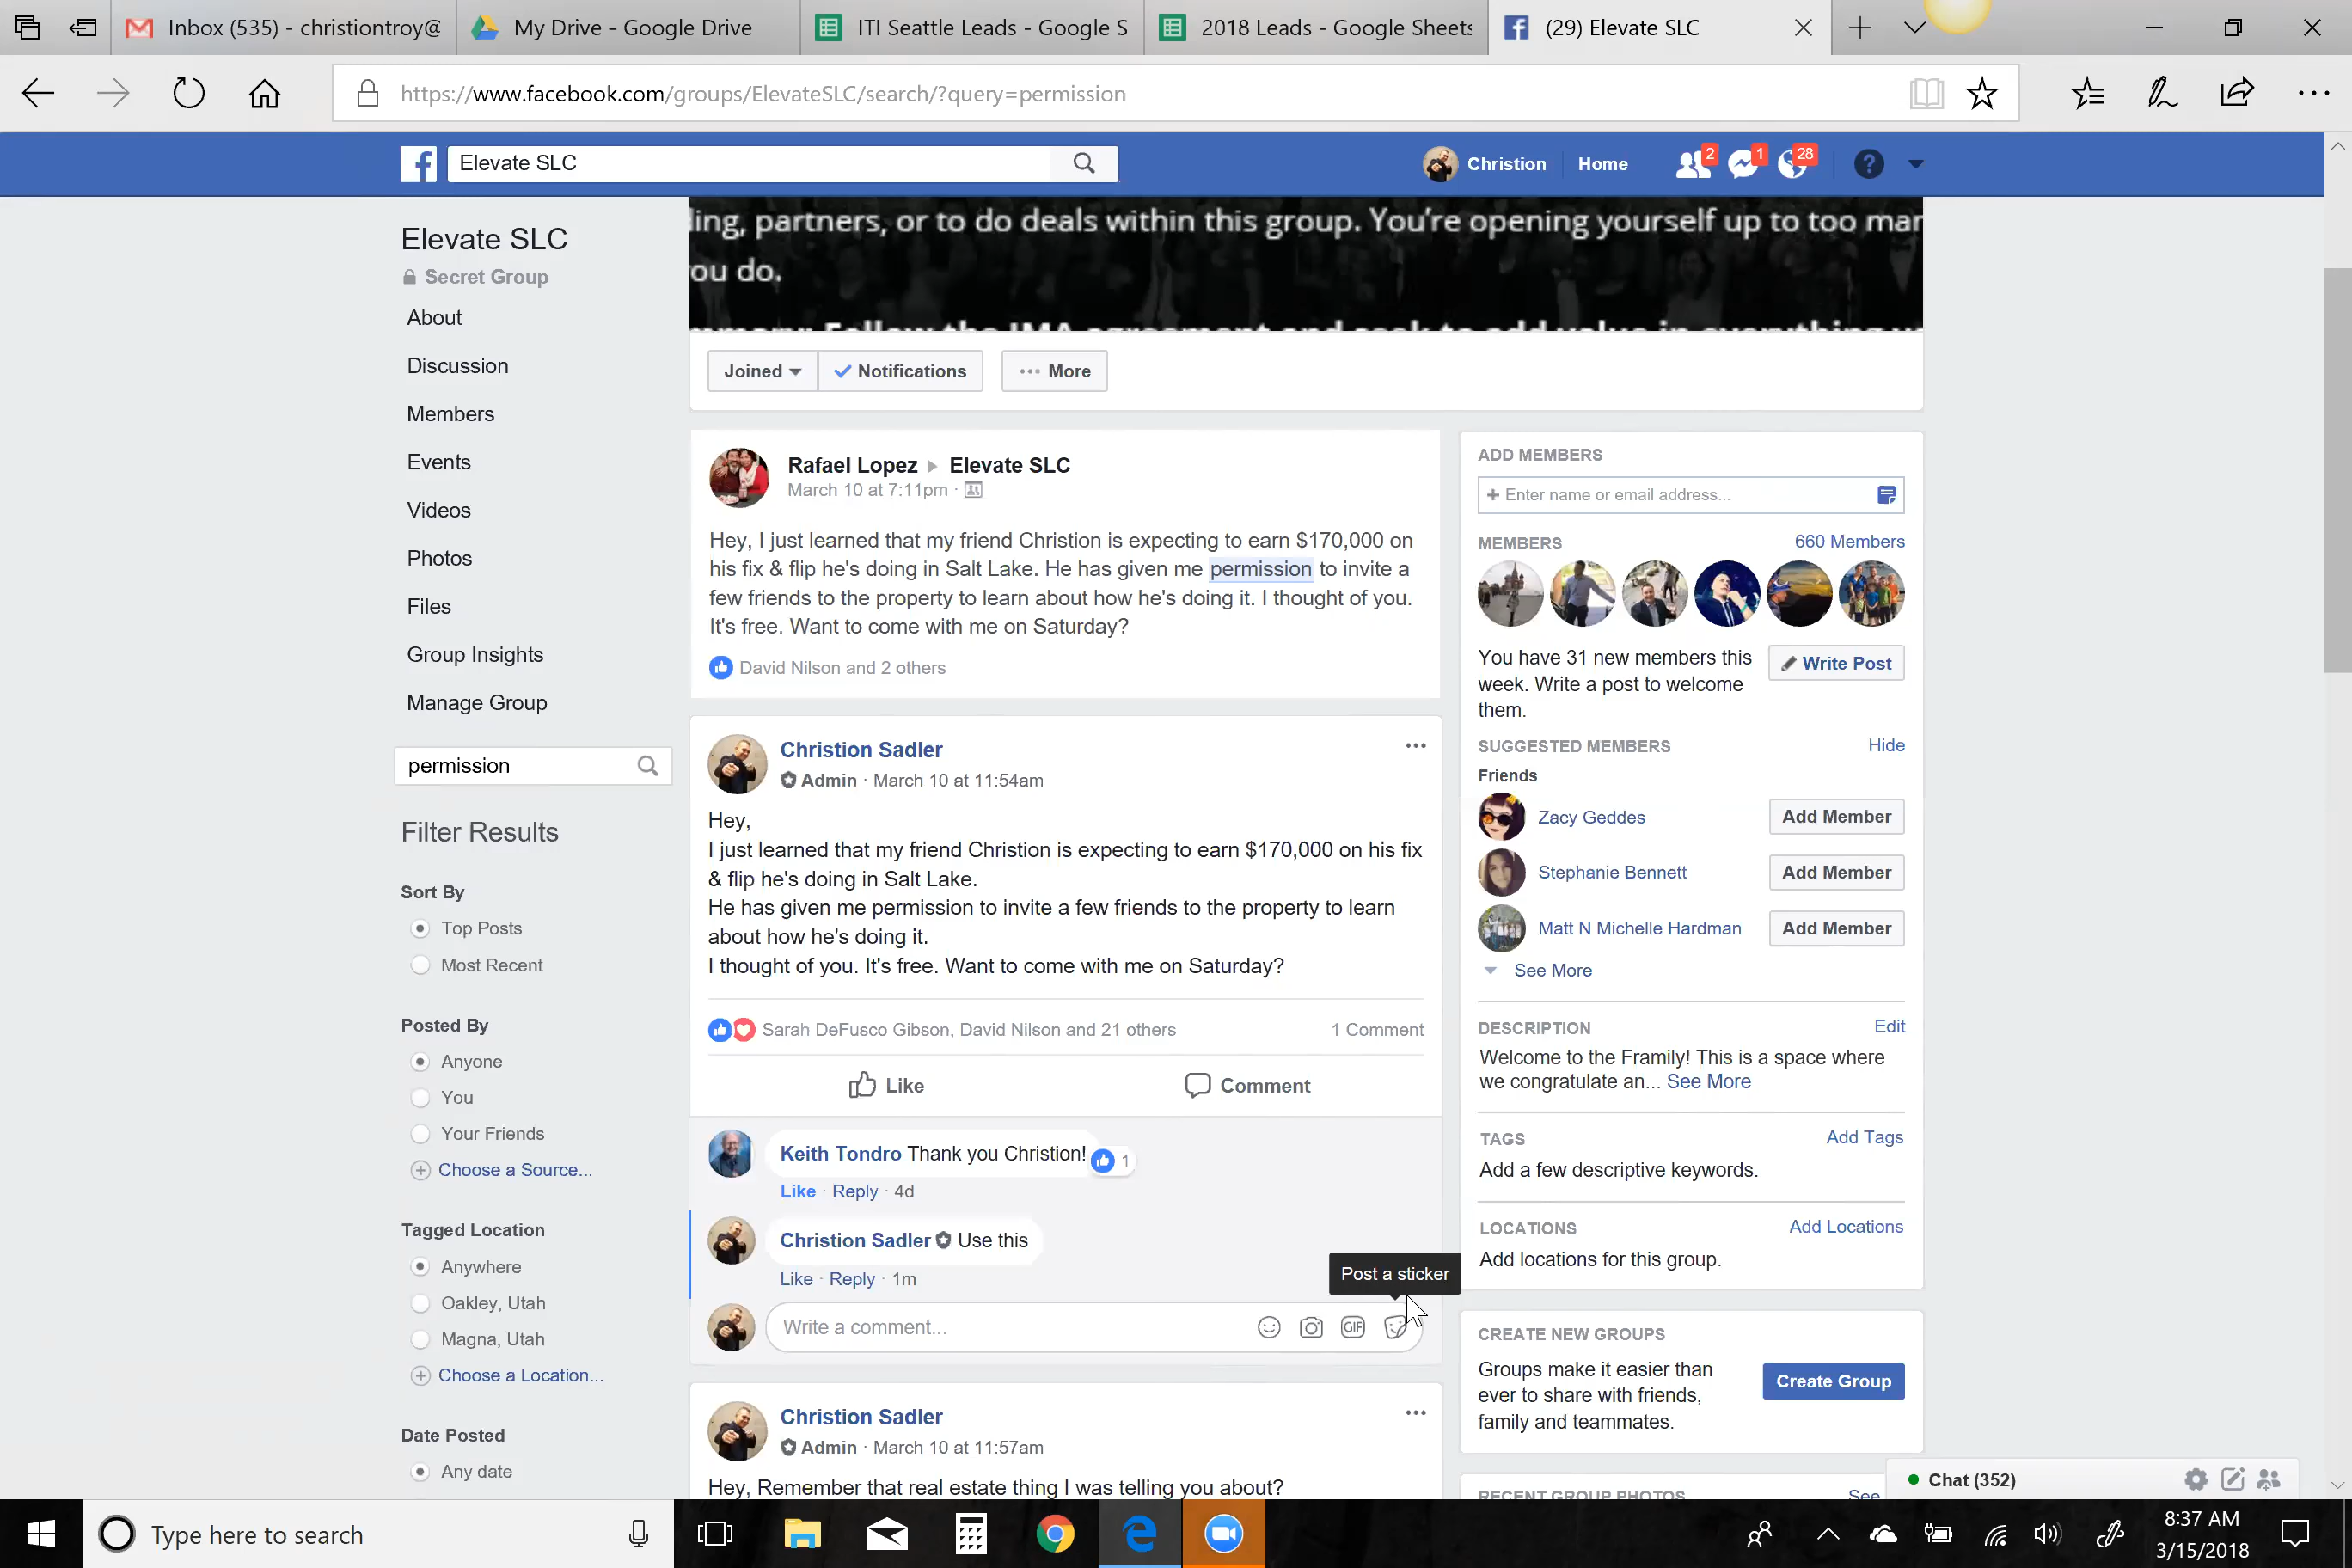 Inbox (535) - christiontroy@
My Drive - Google Drive
ITI Seattle Leads - Google S
2018 Leads - Google Sheets
(29) Elevate SLC
https://www.facebook.com/groups/ElevateSLC/search/?query=permission
Elevate SLC
Christion
Home
2
1
28
Elevate SLC
Secret Group
About
Discussion
Members
Events
Videos
Photos
Files
Group Insights
Manage Group
permission
Filter Results
Sort By
Top Posts
Most Recent
Posted By
Anyone
You
Your Friends
Choose a Source...
Tagged Location
Anywhere
Oakley, Utah
Magna, Utah
Choose a Location...
Date Posted
Any date
ling, partners, or to do deals within this group. You're opening yourself up to too mar
ou do.
Follow the IMA agreement and seek to add value in everything
Joined
Notifications
More
Rafael Lopez ▸ Elevate SLC
March 10 at 7:11pm ·
Hey, I just learned that my friend Christion is expecting to earn $170,000 on
his fix & flip he's doing in Salt Lake. He has given me permission to invite a
few friends to the property to learn about how he's doing it. I thought of you.
It's free. Want to come with me on Saturday?
David Nilson and 2 others
Christion Sadler
Admin · March 10 at 11:54am
Hey,
I just learned that my friend Christion is expecting to earn $170,000 on his fix
& flip he's doing in Salt Lake.
He has given me permission to invite a few friends to the property to learn
about how he's doing it.
I thought of you. It's free. Want to come with me on Saturday?
Sarah DeFusco Gibson, David Nilson and 21 others
1 Comment
Like
Comment
Keith Tondro Thank you Christion!
1
Like · Reply · 4d
Christion Sadler Use this
Like · Reply · 1m
Post a sticker
Write a comment...
GIF
Christion Sadler
Admin · March 10 at 11:57am
Hey, Remember that real estate thing I was telling you about?
ADD MEMBERS
+ Enter name or email address...
MEMBERS
660 Members
You have 31 new members this
week. Write a post to welcome
them.
Write Post
SUGGESTED MEMBERS
Hide
Friends
Zacy Geddes
Add Member
Stephanie Bennett
Add Member
Matt N Michelle Hardman
Add Member
See More
DESCRIPTION
Edit
Welcome to the Framily! This is a space where
we congratulate an... See More
TAGS
Add Tags
Add a few descriptive keywords.
LOCATIONS
Add Locations
Add locations for this group.
CREATE NEW GROUPS
Groups make it easier than
ever to share with friends,
family and teammates.
Create Group
RECENT GROUP PHOTOS
See
Chat (352)
Type here to search
8:37 AM
3/15/2018